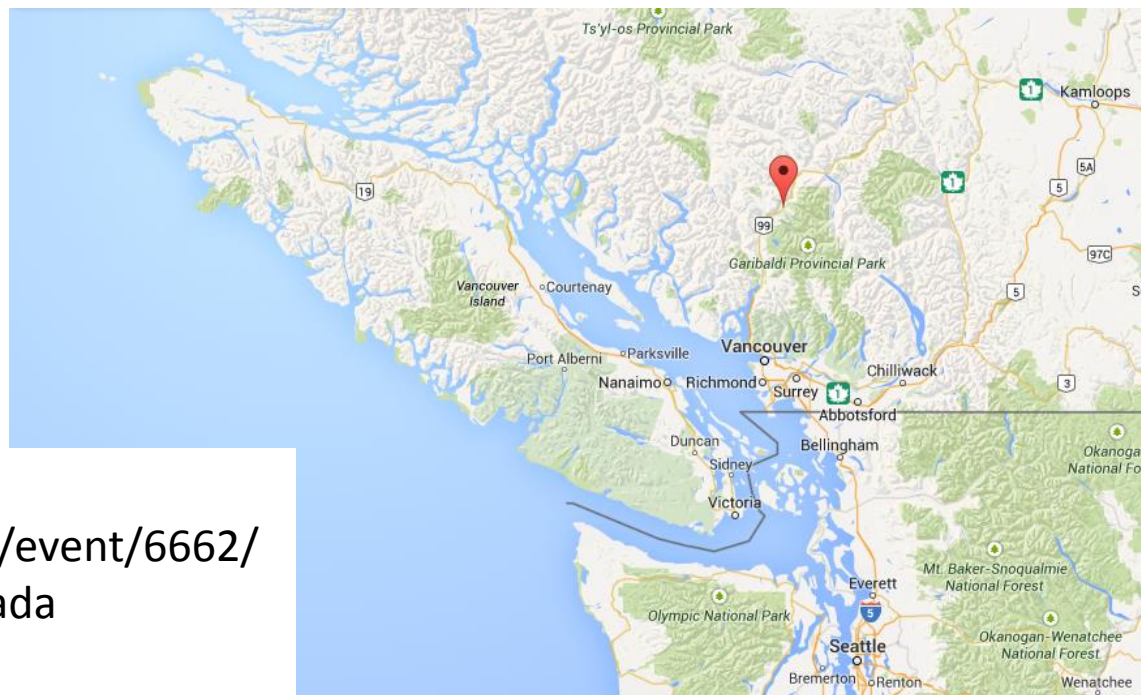 Ts'yl-os Provincial Park
1
Kamloops
5A
1
5
19
99
97C
Garibaldi Provincial Park
Vancouver
Island
Courtenay
5
S
Vancouver
Port Alberni
Parksville
Chilliwack
Nanaimo
Richmond
Surrey
1
3
Abbotsford
Duncan
Bellingham
Okanoga
National Fo
Sidney
Victoria
/event/6662/
ada
Mt. Baker-Snoqualmie
National Forest
Everett
Olympic National Park
5
Okanogan-Wenatchee
National Forest
Seattle
Bremerton
Renton
Wenatchee